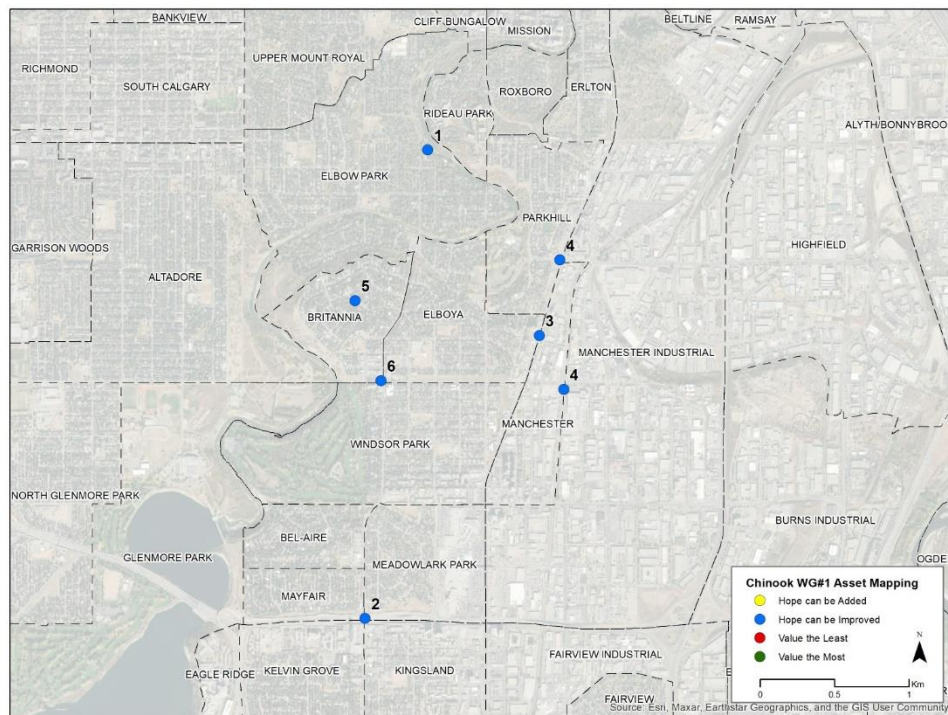 BANKVIEW
CLIFF BUNGALOW
MISSION
BELTLINE
RAMSAY
UPPER MOUNT ROYAL
RICHMOND
SOUTH CALGARY
ROXBORO
ERLTON
RIDEAU PARK
ALYTH/BONNYBROO
1
ELBOW PARK
PARKHILL
GARRISON WOODS
HIGHFIELD
4
ALTADORE
5
BRITANNIA
ELBOYA
3
MANCHESTER INDUSTRIAL
6
4
MANCHESTER
WINDSOR PARK
NORTH GLENMORE PARK
BURNS INDUSTRIAL
BEL-AIRE
GLENMORE PARK
OGDE
MEADOWLARK PARK
MAYFAIR
2
EAGLE RIDGE
KELVIN GROVE
KINGSLAND
FAIRVIEW INDUSTRIAL
FAIRVIEW
Chinook WG#1 Asset Mapping
Hope can be Added
Hope can be Improved
Value the Least
Value the Most
N
Km
0 0.5 1
Source: Esri, Maxar, Earthstar Geographics, and the GIS User Community